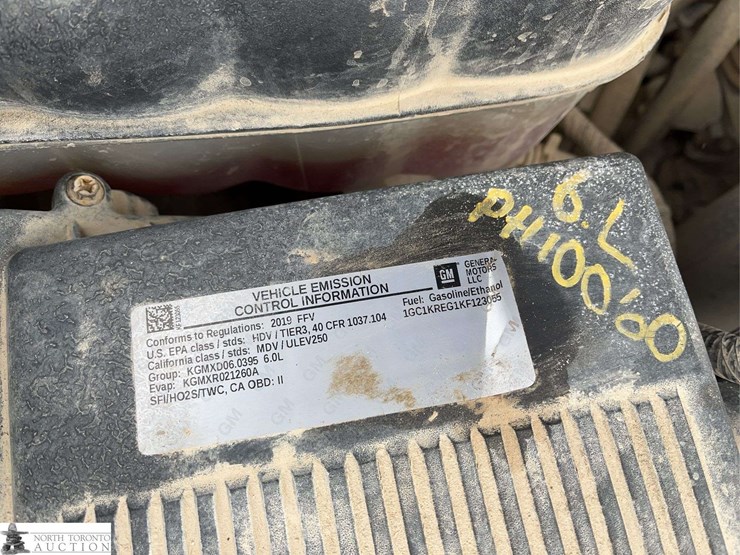 6.L
PH100'60
VEHICLE EMISSION
CONTROL INFORMATION
GM
GENERAL
MOTORS
LLC
Conforms to Regulations: 2019 FFV
Fuel: Gasoline/Ethanol
U.S. EPA class / stds: HDV / TIER3, 40 CFR 1037.104
1GC1KREG1KF123055
California class / stds: MDV / ULEV250
Group: KGMXD06.0395 6.0L
Evap: KGMXR021260A
SFI/HO2S/TWC, CA OBD: II
NORTH TORONTO
AUCTION